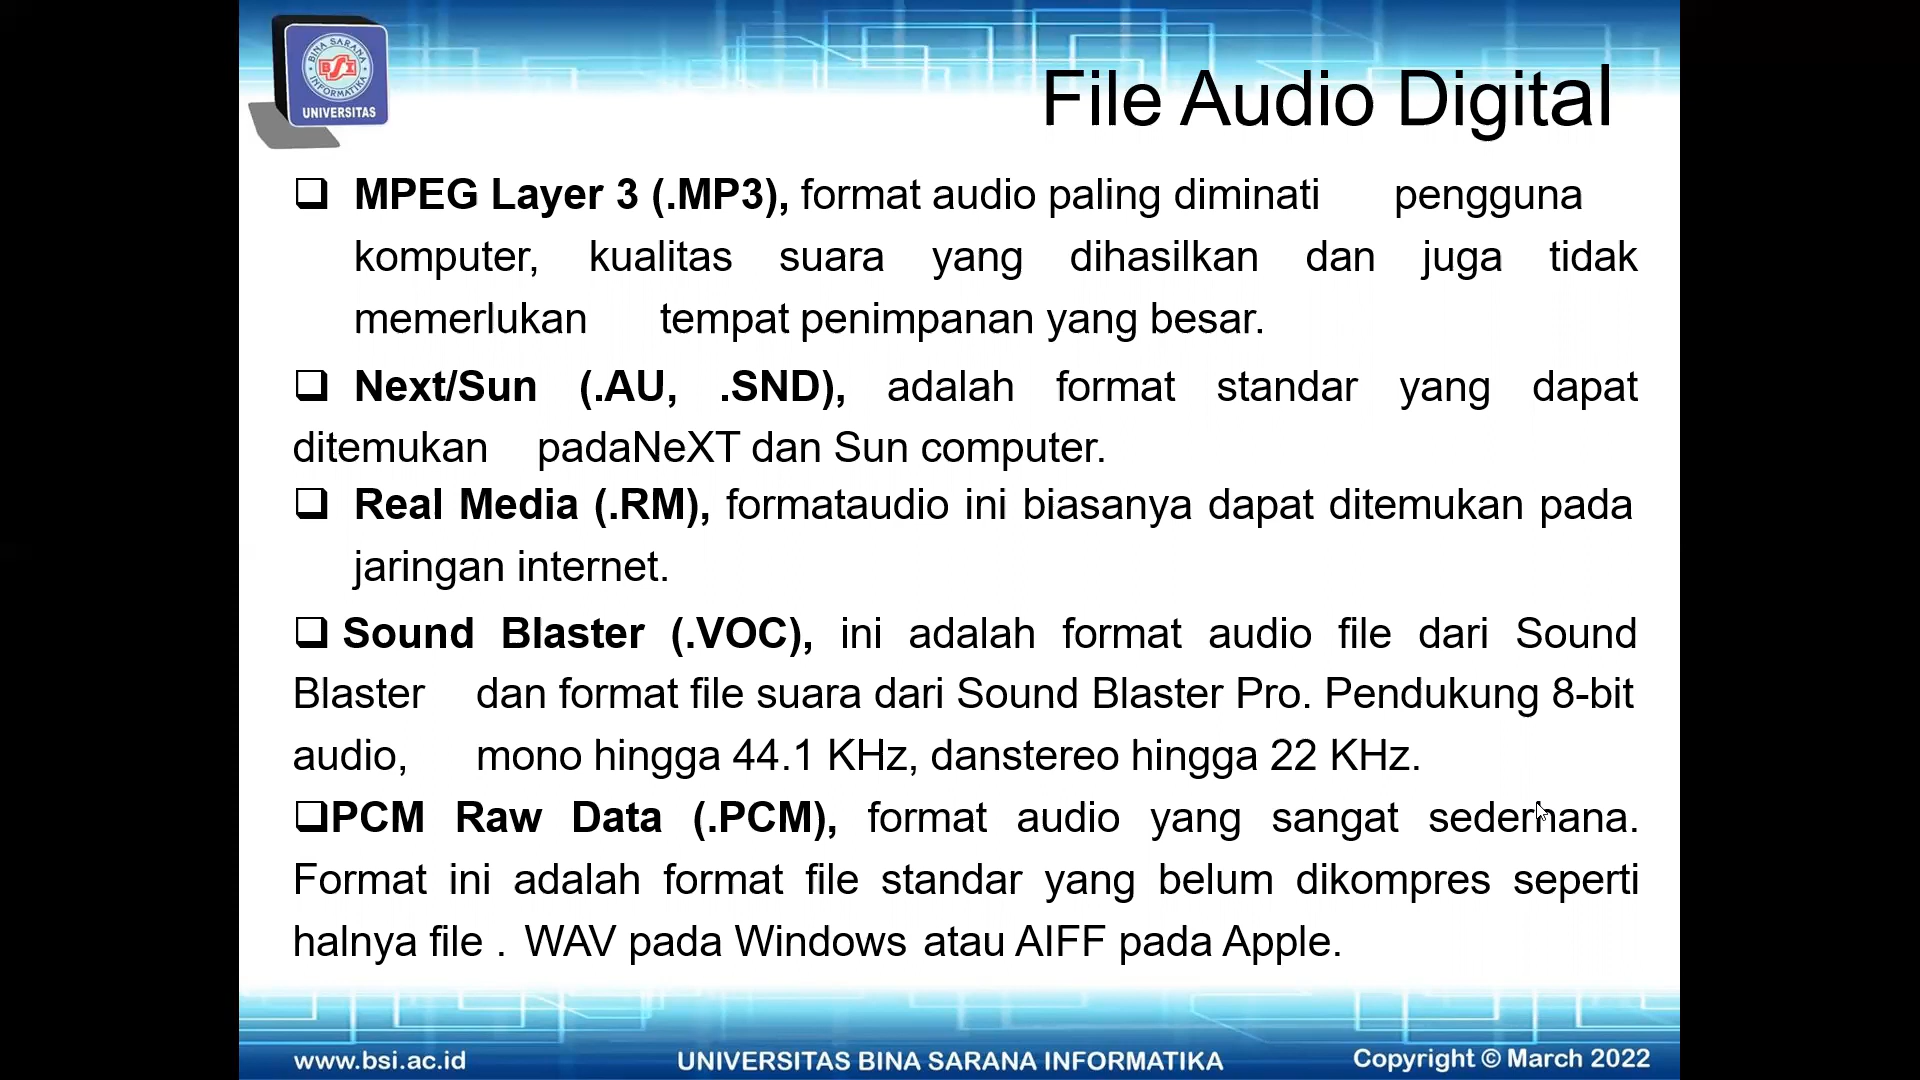 BINA SARANA
BSI
INFORMATIKA
UNIVERSITAS
File Audio Digital
MPEG Layer 3 (.MP3), format audio paling diminati pengguna
komputer, kualitas suara yang dihasilkan dan juga tidak
memerlukan tempat penimpanan yang besar.
Next/Sun (.AU, .SND), adalah format standar yang dapat
ditemukan padaNeXT dan Sun computer.
Real Media (.RM), formataudio ini biasanya dapat ditemukan pada
jaringan internet.
Sound Blaster (.VOC), ini adalah format audio file dari Sound
Blaster dan format file suara dari Sound Blaster Pro. Pendukung 8-bit
audio, mono hingga 44.1 KHz, danstereo hingga 22 KHz.
PCM Raw Data (.PCM), format audio yang sangat sederhana.
Format ini adalah format file standar yang belum dikompres seperti
halnya file . WAV pada Windows atau AIFF pada Apple.
www.bsi.ac.id
UNIVERSITAS BINA SARANA INFORMATIKA
Copyright © March 2022